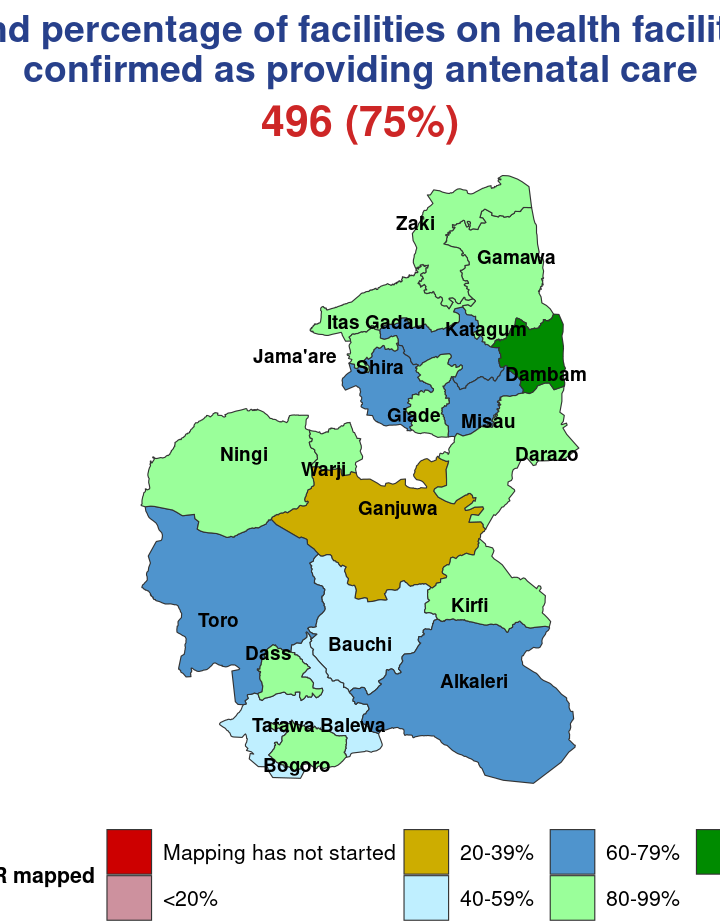 percentage of facilities on health
confirmed as providing antenatal care
496 (75%)
Zaki
Gamawa
Itas Gadau
Katagum
Jama'are
Shira
Dambam
Giade
Misau
Ningi
Warji
Darazo
Ganjuwa
Kirfi
Toro
Bauchi
Dass
Alkaleri
Tafawa Balewa
Bogoro
mapped
Mapping has not started
20-39%
60-79%
<20%
40-59%
80-99%